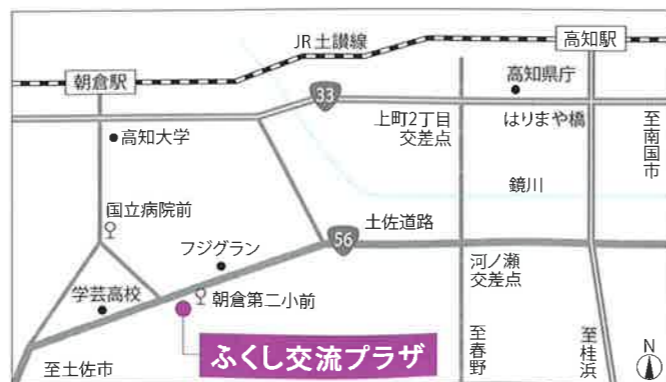 JR土讃線
高知駅
朝倉駅
高知県庁
33
高知大学
上町2丁目
交差点
はりまや橋
至南国市
国立病院前
鏡川
フジグラン
56
土佐道路
学芸高校
朝倉第二小前
河ノ瀬
交差点
ふくし交流プラザ
至土佐市
至春野
至桂浜
N